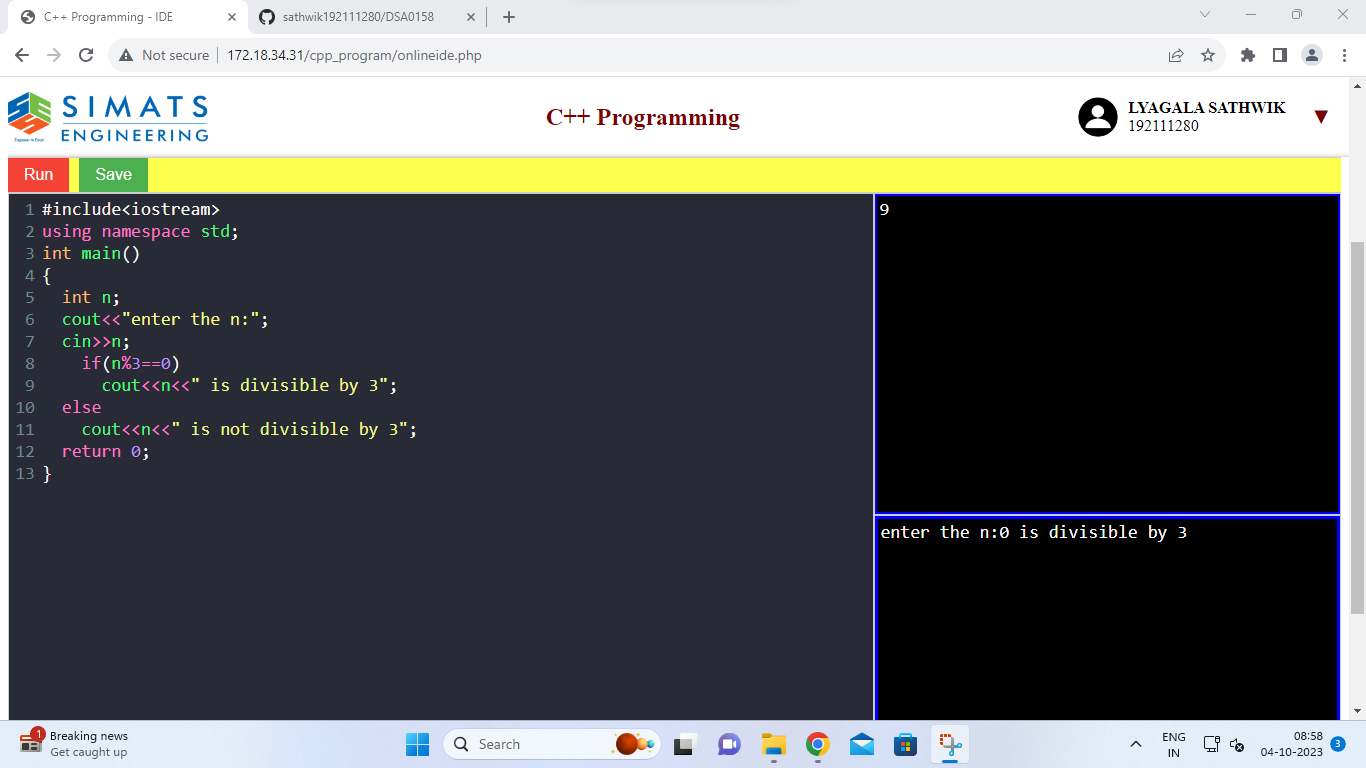 C++ Programming - IDE
sathwik192111280/DSA0158
Not secure
172.18.34.31/cpp_program/onlineide.php
SIMATS
ENGINEERING
Engineer to Excel
C++ Programming
LYAGALA SATHWIK
192111280
Run
Save
1 #include<iostream>
2 using namespace std;
3 int main()
4 {
5   int n;
6   cout<<"enter the n:";
7   cin>>n;
8     if(n%3==0)
9       cout<<n<<" is divisible by 3";
10   else
11     cout<<n<<" is not divisible by 3";
12   return 0;
13 }
9
enter the n:0 is divisible by 3
1
Breaking news
Get caught up
Search
ENG
IN
08:58
04-10-2023
3